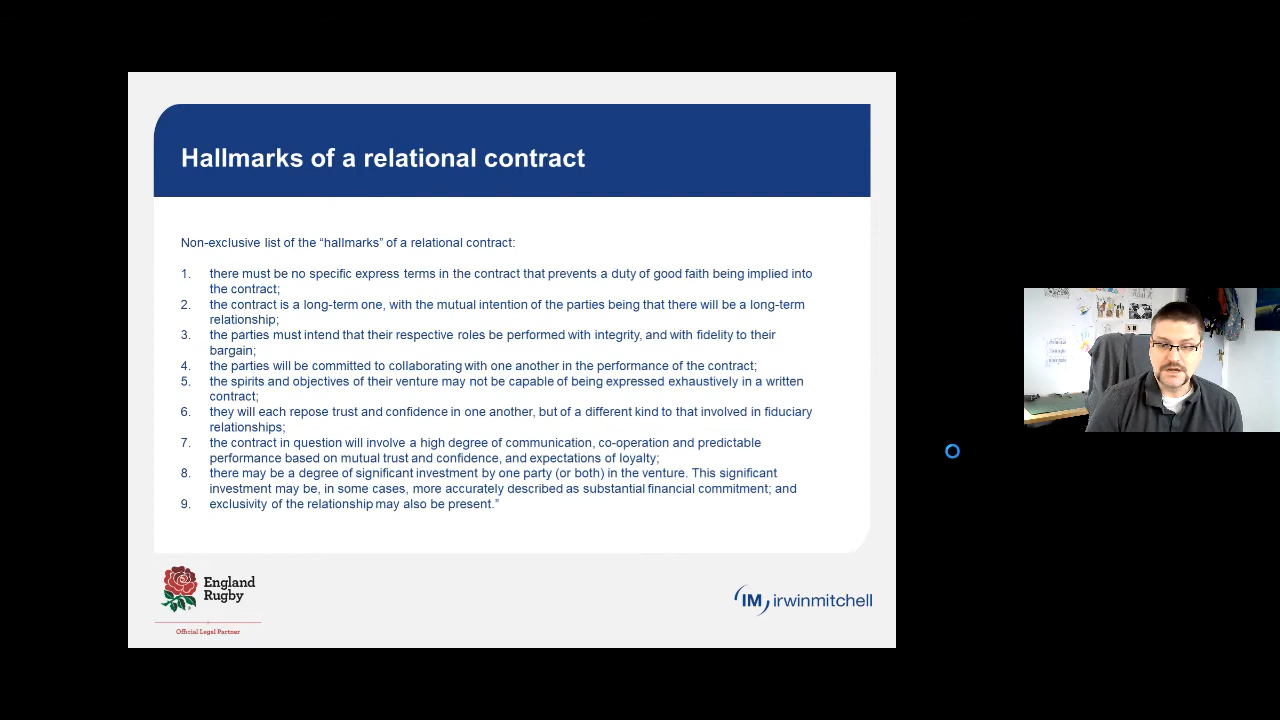 Hallmarks of a relational contract
Non-exclusive list of the “hallmarks” of a relational contract:
1. there must be no specific express terms in the contract that prevents a duty of good faith being implied into
the contract;
2. the contract is a long-term one, with the mutual intention of the parties being that there will be a long-term
relationship;
3. the parties must intend that their respective roles be performed with integrity, and with fidelity to their
bargain;
4. the parties will be committed to collaborating with one another in the performance of the contract;
5. the spirits and objectives of their venture may not be capable of being expressed exhaustively in a written
contract;
6. they will each repose trust and confidence in one another, but of a different kind to that involved in fiduciary
relationships;
7. the contract in question will involve a high degree of communication, co-operation and predictable
performance based on mutual trust and confidence, and expectations of loyalty;
8. there may be a degree of significant investment by one party (or both) in the venture. This significant
investment may be, in some cases, more accurately described as substantial financial commitment; and
9. exclusivity of the relationship may also be present.”
England
Rugby
Official Legal Partner
IM irwinmitchell